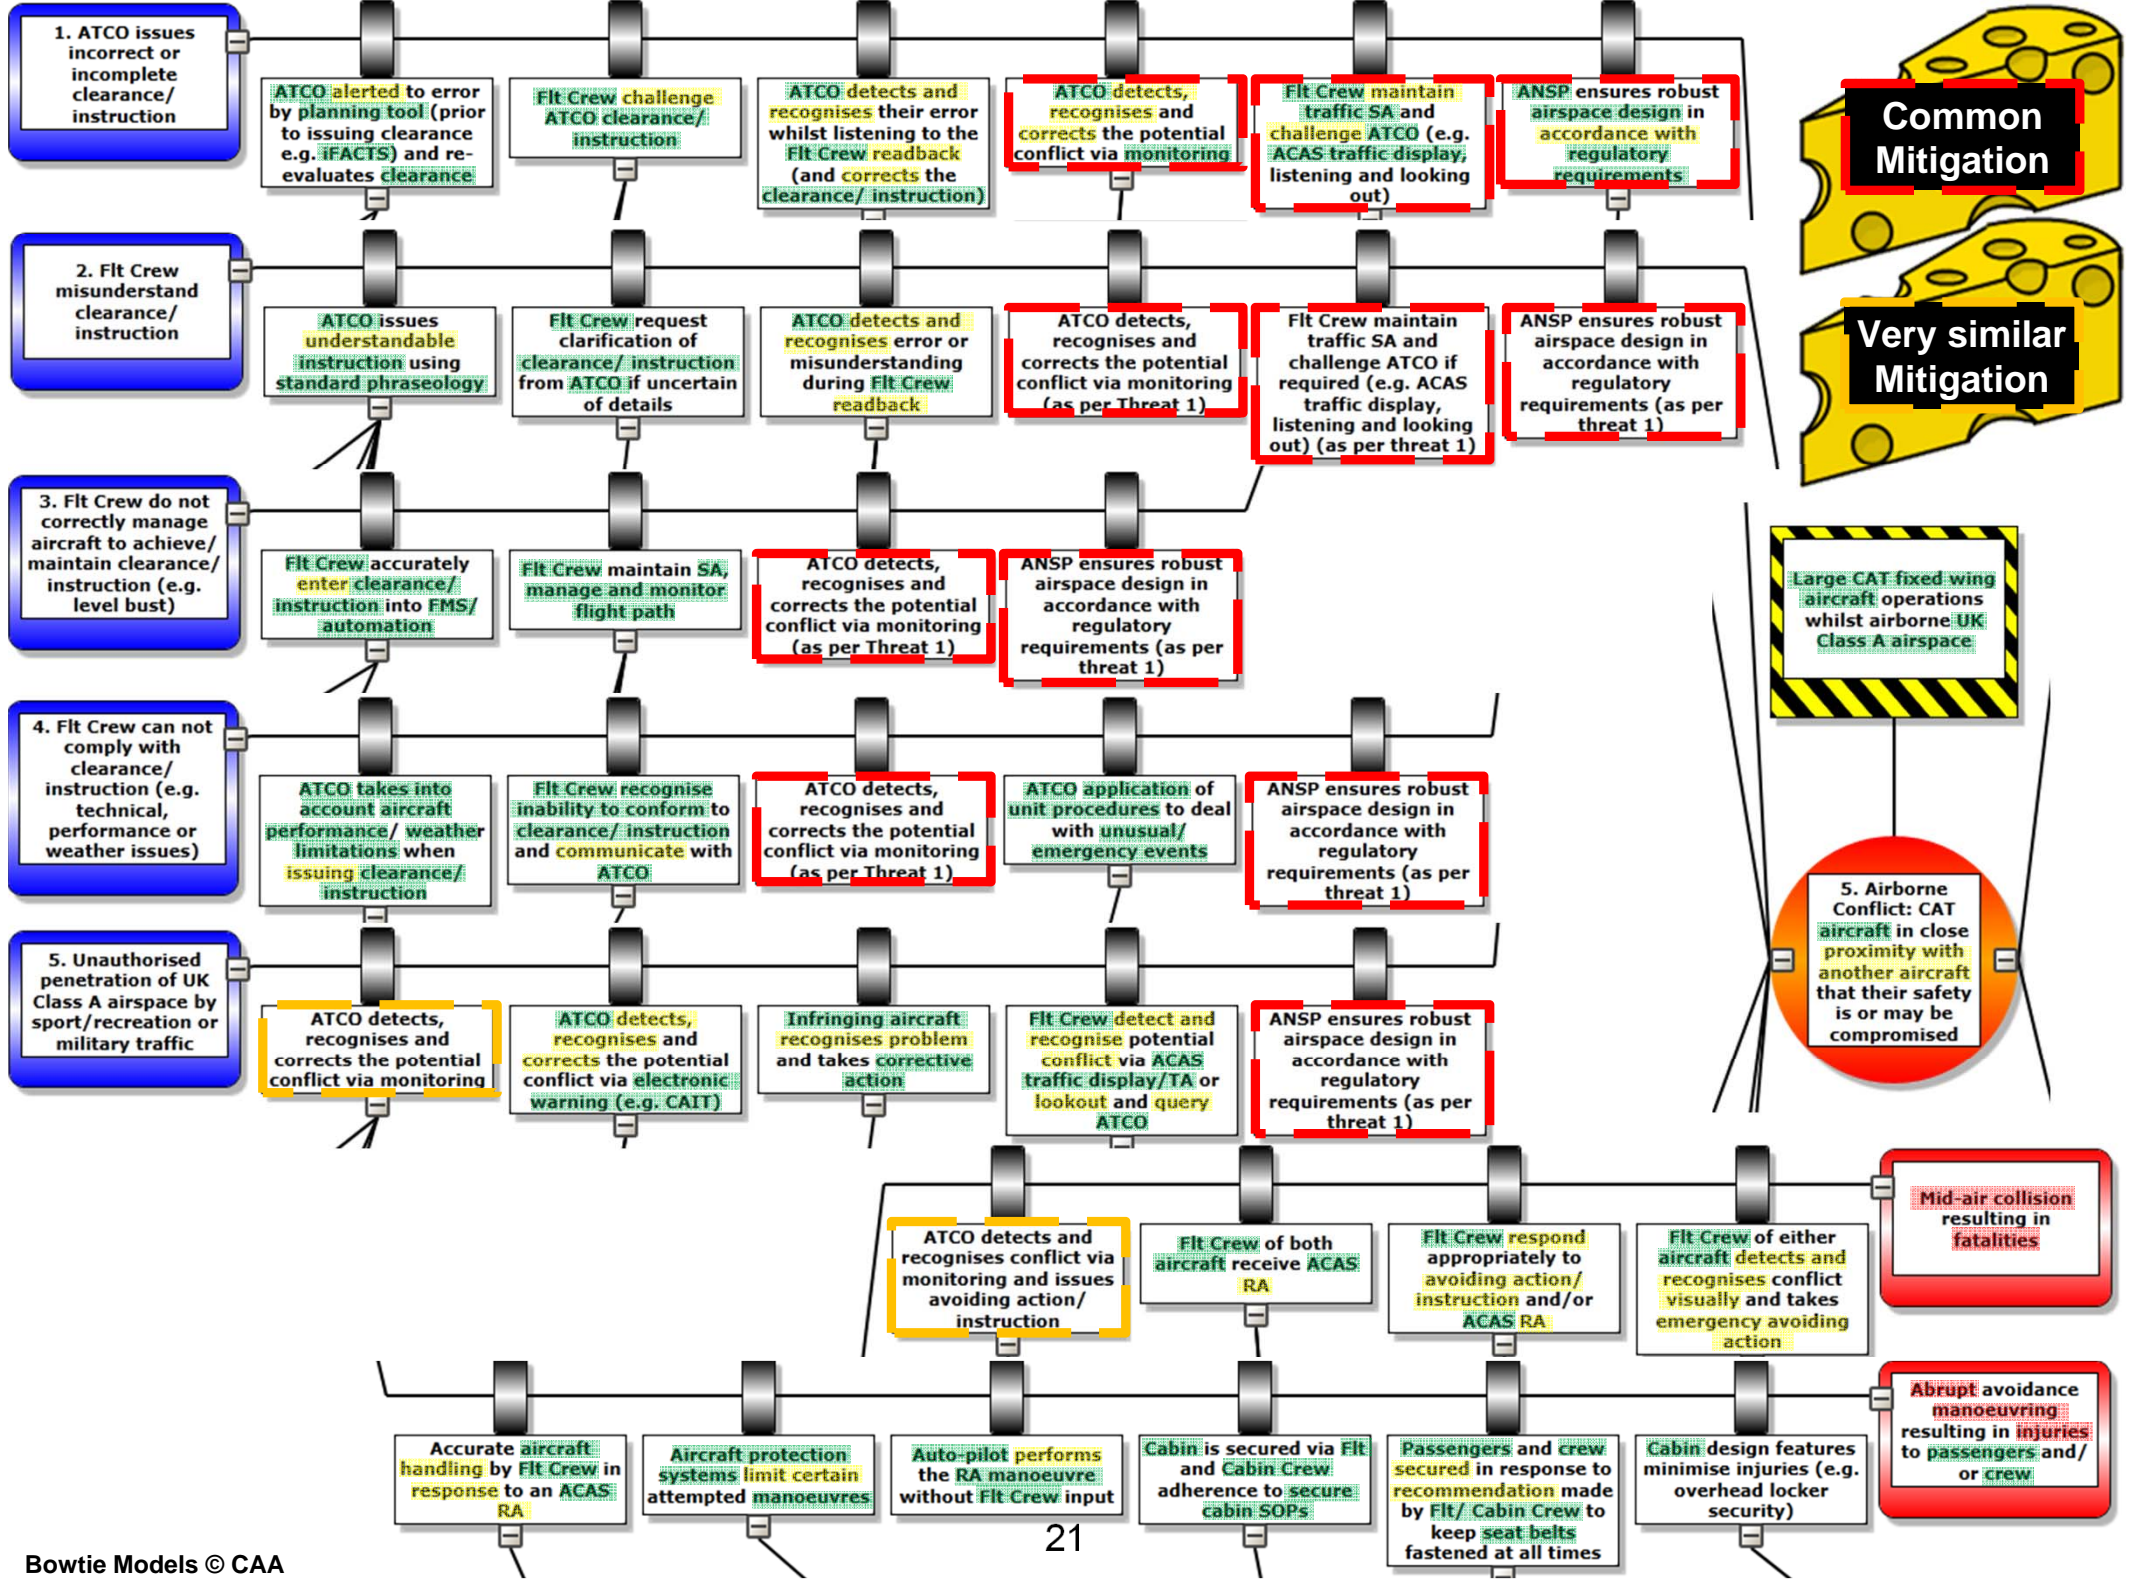 1. ATCO issues
incorrect or
incomplete
clearance/
instruction
ATCO alerted to error
by planning tool (prior
to issuing clearance
e.g. iFACTS) and re-
evaluates clearance
Flt Crew challenge
ATCO clearance/
instruction
ATCO detects and
recognises their error
whilst listening to the
Flt Crew readback
(and corrects the
clearance/ instruction)
ATCO detects,
recognises and
corrects the potential
conflict via monitoring
Flt Crew maintain
traffic SA and
challenge ATCO (e.g.
ACAS traffic display,
listening and looking
out)
ANSP ensures robust
airspace design in
accordance with
regulatory
requirements
Common
Mitigation
2. Flt Crew
misunderstand
clearance/
instruction
ATCO issues
understandable
instruction using
standard phraseology
Flt Crew request
clarification of
clearance/ instruction
from ATCO if uncertain
of details
ATCO detects and
recognises error or
misunderstanding
during Flt Crew
readback
ATCO detects,
recognises and
corrects the potential
conflict via monitoring
(as per Threat 1)
Flt Crew maintain
traffic SA and
challenge ATCO if
required (e.g. ACAS
traffic display,
listening and looking
out) (as per threat 1)
ANSP ensures robust
airspace design in
accordance with
regulatory
requirements (as per
threat 1)
Very similar
Mitigation
3. Flt Crew do not
correctly manage
aircraft to achieve/
maintain clearance/
instruction (e.g.
level bust)
Flt Crew accurately
enter clearance/
instruction into FMS/
automation
Flt Crew maintain SA,
manage and monitor
flight path
ATCO detects,
recognises and
corrects the potential
conflict via monitoring
(as per Threat 1)
ANSP ensures robust
airspace design in
accordance with
regulatory
requirements (as per
threat 1)
Large CAT fixed wing
aircraft operations
whilst airborne UK
Class A airspace
4. Flt Crew can not
comply with
clearance/
instruction (e.g.
technical,
performance or
weather issues)
ATCO takes into
account aircraft
performance/ weather
limitations when
issuing clearance/
instruction
Flt Crew recognise
inability to conform to
clearance/ instruction
and communicate with
ATCO
ATCO detects,
recognises and
corrects the potential
conflict via monitoring
(as per Threat 1)
ATCO application of
unit procedures to deal
with unusual/
emergency events
ANSP ensures robust
airspace design in
accordance with
regulatory
requirements (as per
threat 1)
5. Airborne
Conflict: CAT
aircraft in close
proximity with
another aircraft
that their safety
is or may be
compromised
5. Unauthorised
penetration of UK
Class A airspace by
sport/recreation or
military traffic
ATCO detects,
recognises and
corrects the potential
conflict via monitoring
ATCO detects,
recognises and
corrects the potential
conflict via electronic
warning (e.g. CAIT)
Infringing aircraft
recognises problem
and takes corrective
action
Flt Crew detect and
recognise potential
conflict via ACAS
traffic display/TA or
lookout and query
ATCO
ANSP ensures robust
airspace design in
accordance with
regulatory
requirements (as per
threat 1)
ATCO detects and
recognises conflict via
monitoring and issues
avoiding action/
instruction
Flt Crew of both
aircraft receive ACAS
RA
Flt Crew respond
appropriately to
avoiding action/
instruction and/or
ACAS RA
Flt Crew of either
aircraft detects and
recognises conflict
visually and takes
emergency avoiding
action
Mid-air collision
resulting in
fatalities
Accurate aircraft
handling by Flt Crew in
response to an ACAS
RA
Aircraft protection
systems limit certain
attempted manoeuvres
Auto-pilot performs
the RA manoeuvre
without Flt Crew input
Cabin is secured via Flt
and Cabin Crew
adherence to secure
cabin SOPs
Passengers and crew
secured in response to
recommendation made
by Flt/ Cabin Crew to
keep seat belts
fastened at all times
Cabin design features
minimise injuries (e.g.
overhead locker
security)
Abrupt avoidance
manoeuvring
resulting in injuries
to passengers and/
or crew
21
Bowtie Models © CAA